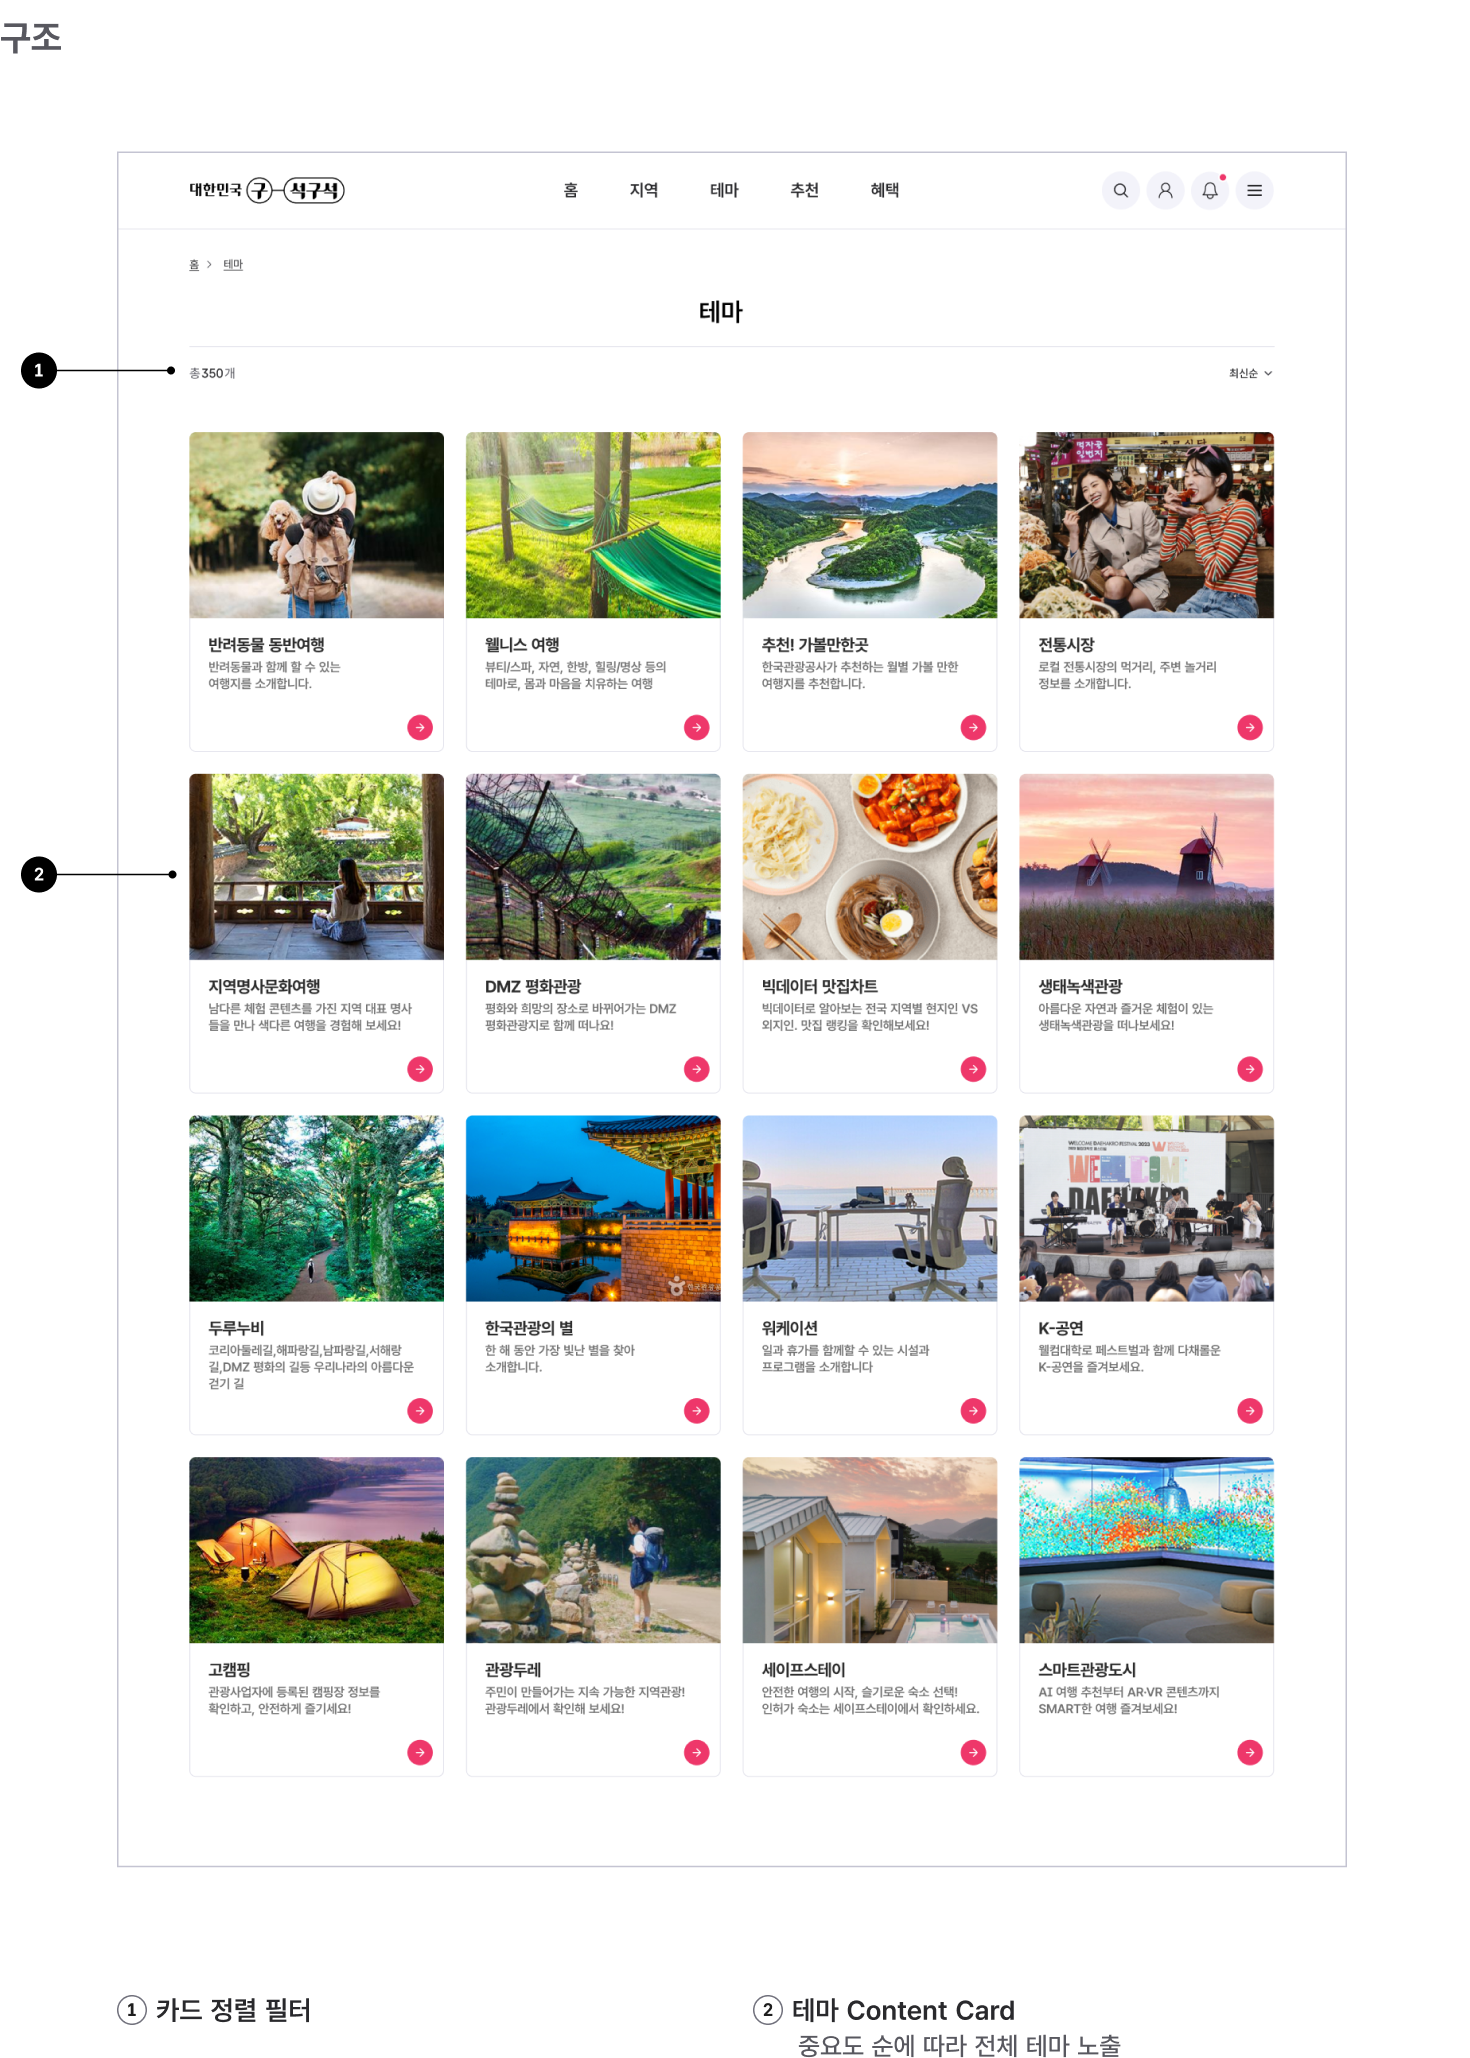 구조
대한민국 구석구석
홈 지역 테마 추천 혜택
홈 > 테마
테마
1
총350개
최신순
먹자골
반려동물 동반여행
반려동물과 함께 할 수 있는
여행지를 소개합니다.
웰니스 여행
뷰티/스파, 자연, 한방, 힐링/명상 등의
테마로, 몸과 마음을 치유하는 여행
추천! 가볼만한곳
한국관광공사가 추천하는 월별 가볼 만한
여행지를 추천합니다.
전통시장
로컬 전통시장의 먹거리, 주변 놀거리
정보를 소개합니다.
2
지역명사문화여행
남다른 체험 콘텐츠를 가진 지역 대표 명사
들을 만나 색다른 여행을 경험해 보세요!
DMZ 평화관광
평화와 희망의 장소로 바뀌어가는 DMZ
평화관광지로 함께 떠나요!
빅데이터 맛집차트
빅데이터로 알아보는 전국 지역별 현지인 VS
외지인. 맛집 랭킹을 확인해보세요!
생태녹색관광
아름다운 자연과 즐거운 체험이 있는
생태녹색관광을 떠나보세요!
WELCOME DAEHAKRO FESTIVAL 2023
WELCOME
DAEHAKRO
두루누비
코리아둘레길,해파랑길,남파랑길,서해랑
길,DMZ 평화의 길등 우리나라의 아름다운
걷기 길
한국관광의 별
한 해 동안 가장 빛난 별을 찾아
소개합니다.
워케이션
일과 휴가를 함께할 수 있는 시설과
프로그램을 소개합니다
K-공연
웰컴대학로 페스트벌과 함께 다채롤운
K-공연을 즐겨보세요.
고캠핑
관광사업자에 등록된 캠핑장 정보를
확인하고, 안전하게 즐기세요!
관광두레
주민이 만들어가는 지속 가능한 지역관광!
관광두레에서 확인해 보세요!
세이프스테이
안전한 여행의 시작, 슬기로운 숙소 선택!
인허가 숙소는 세이프스테이에서 확인하세요.
스마트관광도시
AI 여행 추천부터 AR·VR 콘텐츠까지
SMART한 여행 즐겨보세요!
1 카드 정렬 필터
2 테마 Content Card
중요도 순에 따라 전체 테마 노출